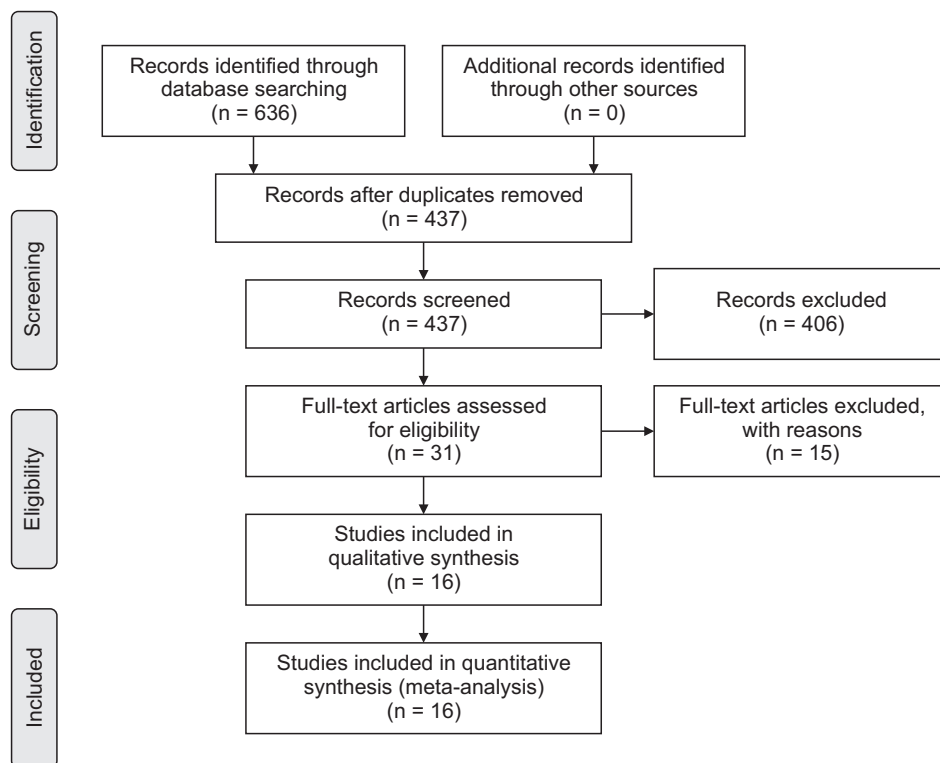 Identification
Records identified through
database searching
(n = 636)
Additional records identified
through other sources
(n = 0)
Records after duplicates removed
(n = 437)
Screening
Records screened
(n = 437)
Records excluded
(n = 406)
Eligibility
Full-text articles assessed
for eligibility
(n = 31)
Full-text articles excluded,
with reasons
(n = 15)
Studies included in
qualitative synthesis
(n = 16)
Included
Studies included in quantitative
synthesis (meta-analysis)
(n = 16)